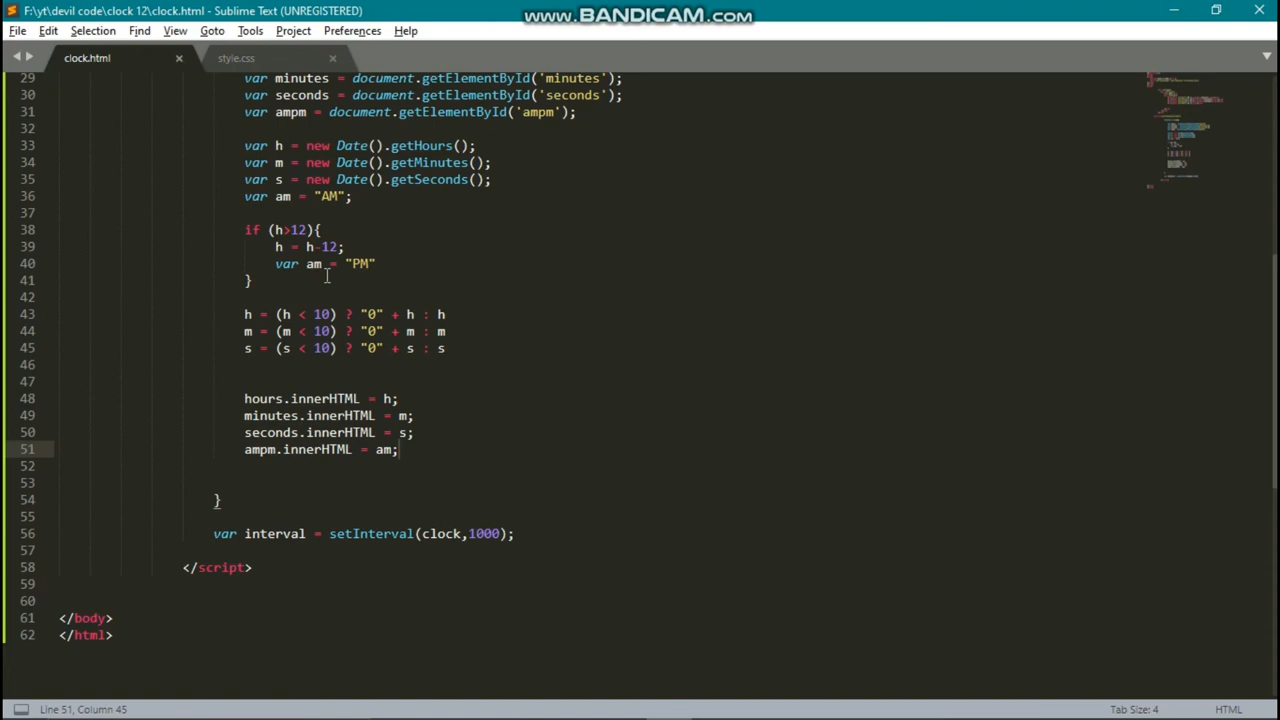 F:\yt\devil code\clock 12\clock.html - Sublime Text (UNREGISTERED)
www.BANDICAM.com
File Edit Selection Find View Goto Tools Project Preferences Help
clock.html × style.css ×
29 var minutes = document.getElementById('minutes');
30 var seconds = document.getElementById('seconds');
31 var ampm = document.getElementById('ampm');
32
33 var h = new Date().getHours();
34 var m = new Date().getMinutes();
35 var s = new Date().getSeconds();
36 var am = "AM";
37
38 if (h>12){
39 h = h-12;
40 var am = "PM"
41 }
42
43 h = (h < 10) ? "0" + h : h
44 m = (m < 10) ? "0" + m : m
45 s = (s < 10) ? "0" + s : s
46
47
48 hours.innerHTML = h;
49 minutes.innerHTML = m;
50 seconds.innerHTML = s;
51 ampm.innerHTML = am;
52
53
54 }
55
56 var interval = setInterval(clock,1000);
57
58 </script>
59
60
61 </body>
62 </html>
Line 51, Column 45 Tab Size: 4 HTML